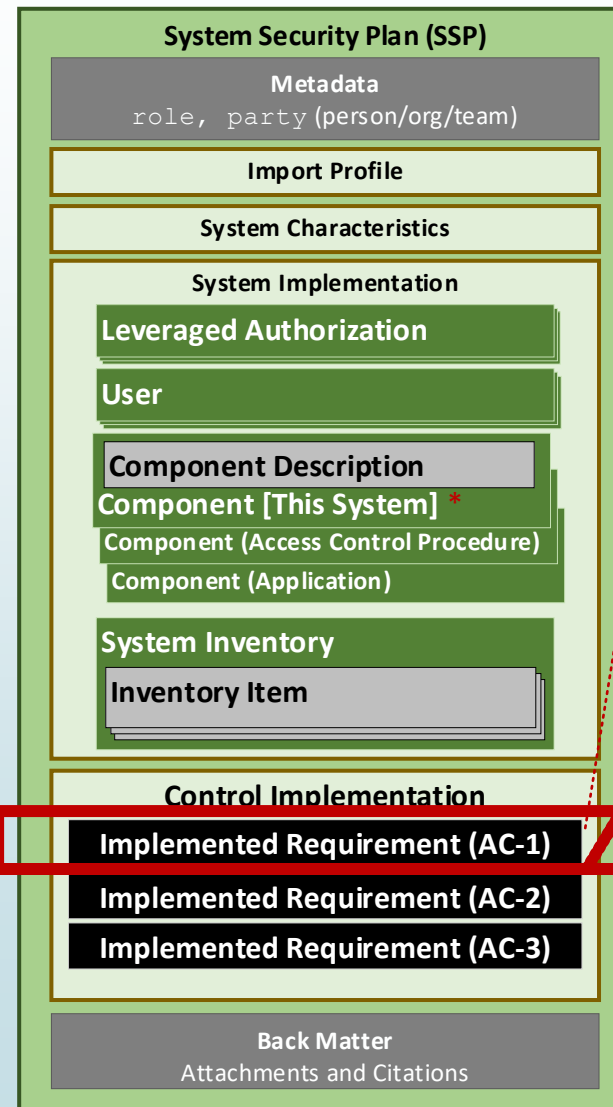 System Security Plan (SSP)
Metadata
role, party (person/org/team)
Import Profile
System Characteristics
System Implementation
Leveraged Authorization
User
Component Description
Component [This System] *
Component (Access Control Procedure)
Component (Application)
System Inventory
Inventory Item
Control Implementation
Implemented Requirement (AC-1)
Implemented Requirement (AC-2)
Implemented Requirement (AC-3)
Back Matter
Attachments and Citations